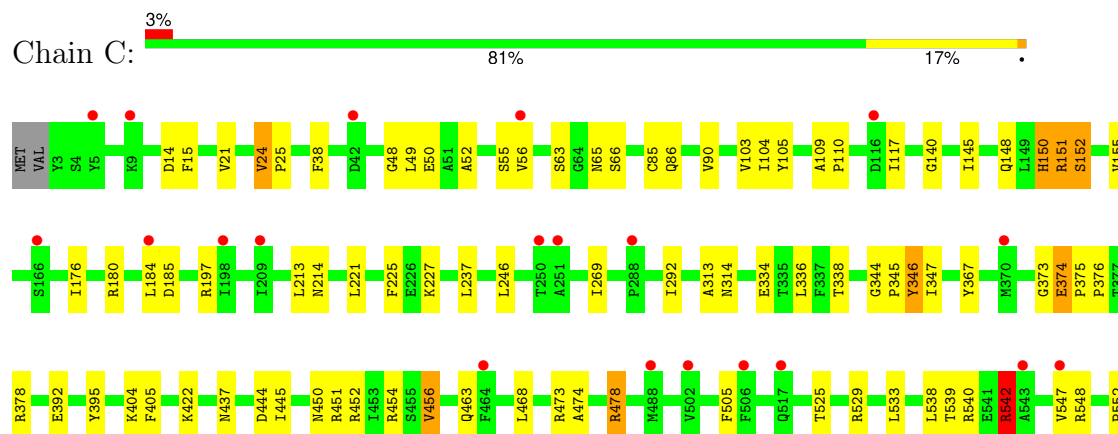 3%
Chain C:
81% 17% •
MET VAL Y3 S4 Y5 K9 D14 F15 V21 V24 P25 F38 D42 G48 L49 E50 A51 A52 S55 V56 S63 G64 N65 S66 C85 Q86 V90 V103 I104 Y105 A109 P110 D116 I117 G140 I145 Q148 L149 H150 R151 S152 V155
S166 I176 R180 L184 D185 R197 I198 I209 L213 N214 L221 F225 E226 K227 L237 L246 T250 A251 I269 P288 I292 A313 N314 E334 T335 L336 F337 T338 G344 P345 Y346 I347 Y367 M370 G373 E374 P375 P376 T377
R378 E392 Y395 K404 F405 K422 N437 D444 I445 N450 R451 R452 I453 R454 S455 V456 Q463 F464 L468 R473 A474 R478 M488 V502 F505 F506 Q517 T525 R529 L533 L538 T539 R540 E541 R542 A543 V547 R548